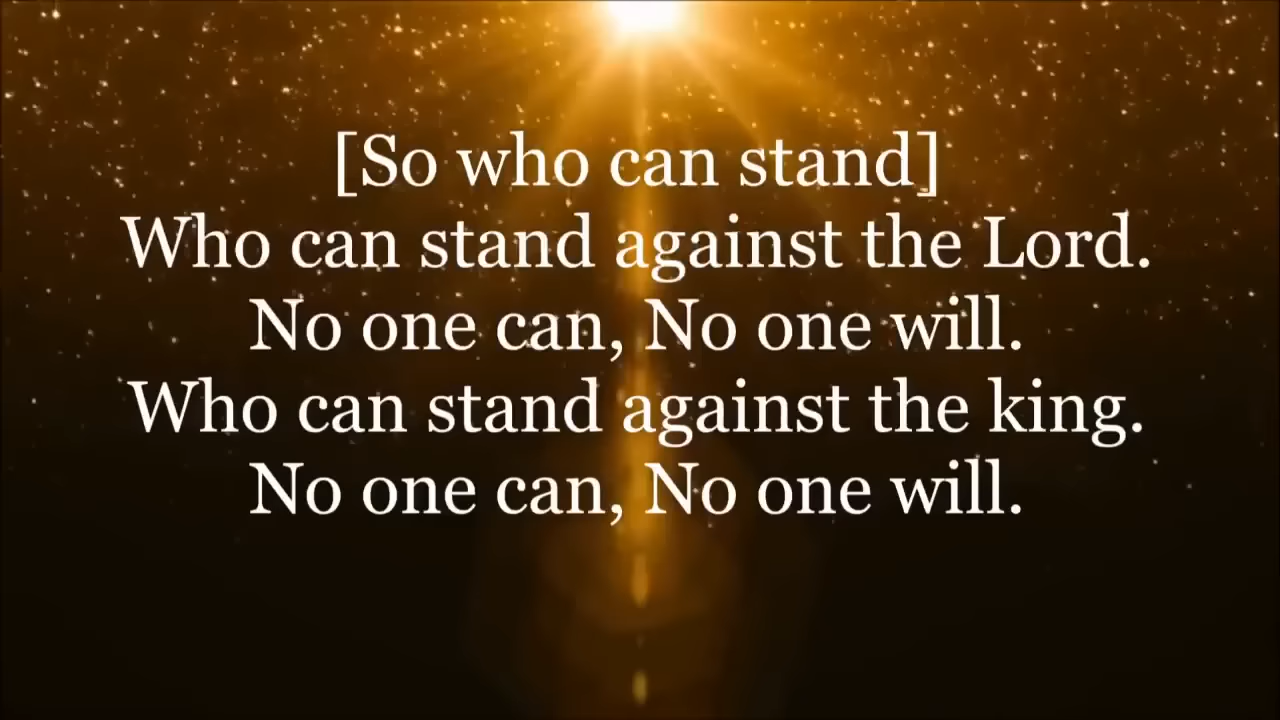 [So who can stand]
Who can stand against the Lord.
No one can, No one will.
Who can stand against the king.
No one can, No one will.